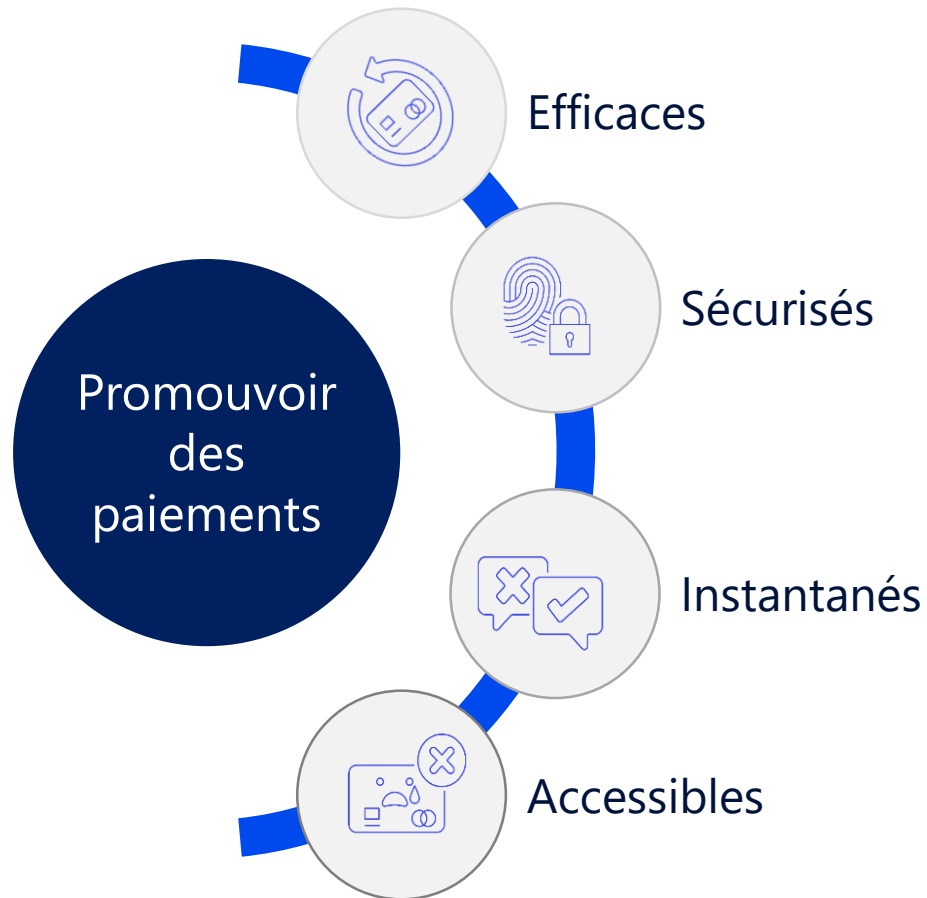 Efficaces
Sécurisés
Promouvoir
des
paiements
Instantanés
Accessibles